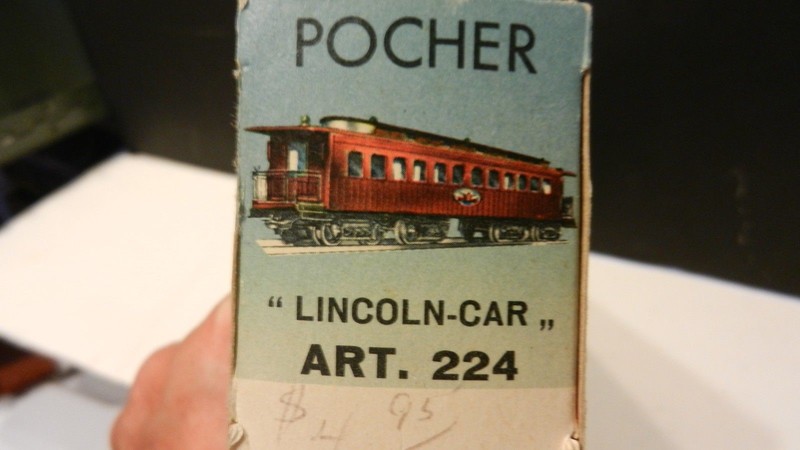 POCHER
“ LINCOLN-CAR „
ART. 224
$4 95